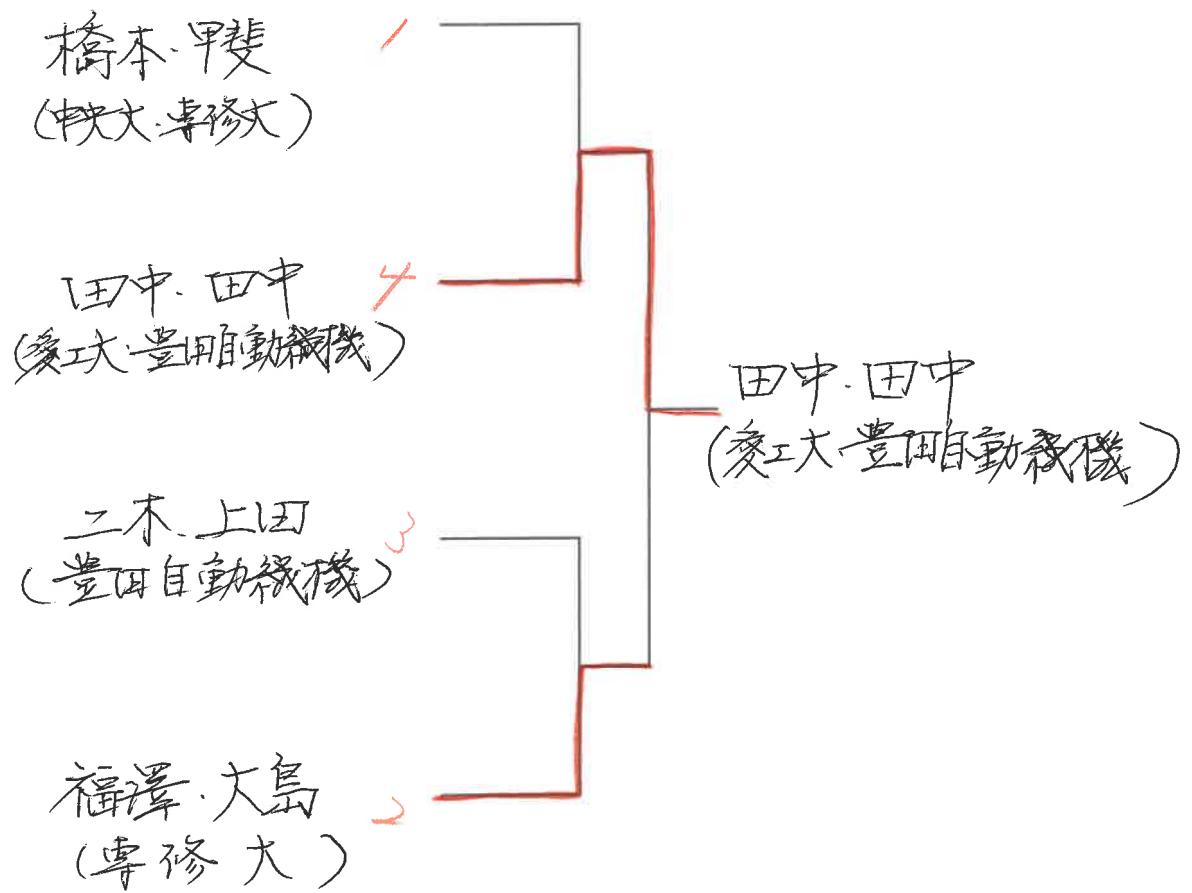 橋本・甲斐
1
(中央大・専修大)
田中・田中
4
(愛工大・豊田自動織機)
田中・田中
(愛工大・豊田自動織機)
二木・上田
3
(豊田自動織機)
福澤・大島
2
(専修大)